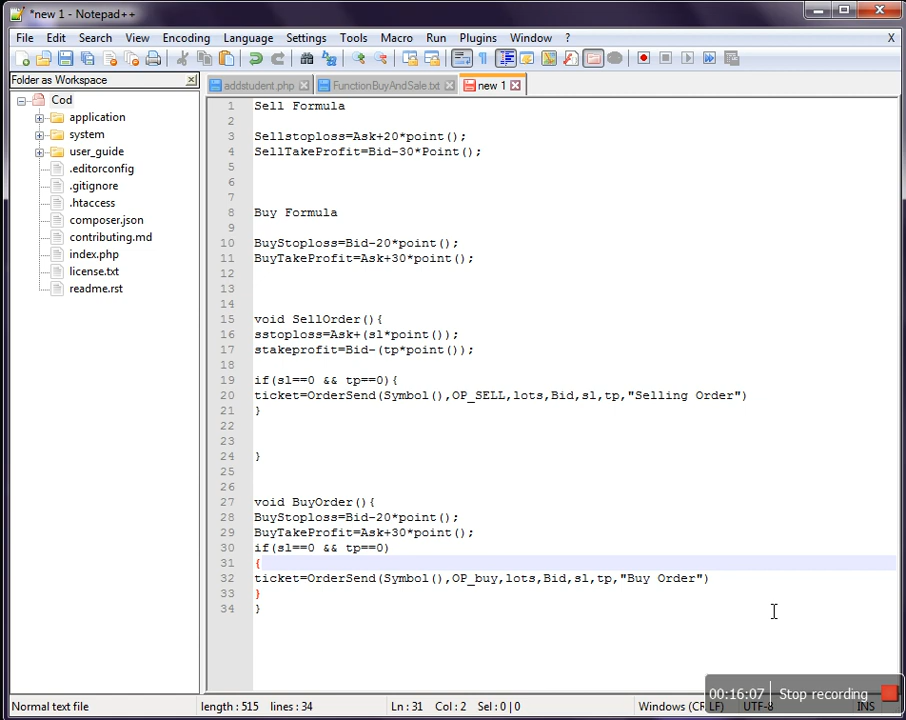 *new 1 - Notepad++
File Edit Search View Encoding Language Settings Tools Macro Run Plugins Window ? X
Folder as Workspace
addstudent.php FunctionBuyAndSale.txt new 1
Cod
application
system
user_guide
.editorconfig
.gitignore
.htaccess
composer.json
contributing.md
index.php
license.txt
readme.rst
1 Sell Formula
2
3 Sellstoploss=Ask+20*point();
4 SellTakeProfit=Bid-30*Point();
5
6
7
8 Buy Formula
9
10 BuyStoploss=Bid-20*point();
11 BuyTakeProfit=Ask+30*point();
12
13
14
15 void SellOrder(){
16 sstoploss=Ask+(sl*point());
17 stakeprofit=Bid-(tp*point());
18
19 if(sl==0 && tp==0){
20 ticket=OrderSend(Symbol(),OP_SELL,lots,Bid,sl,tp,"Selling Order")
21 }
22
23
24 }
25
26
27 void BuyOrder(){
28 BuyStoploss=Bid-20*point();
29 BuyTakeProfit=Ask+30*point();
30 if(sl==0 && tp==0)
31 {
32 ticket=OrderSend(Symbol(),OP_buy,lots,Bid,sl,tp,"Buy Order")
33 }
34 }
00:16:07 Stop recording
Normal text file length : 515 lines : 34 Ln : 31 Col : 2 Sel : 0 | 0 Windows (CR LF) UTF-8 INS